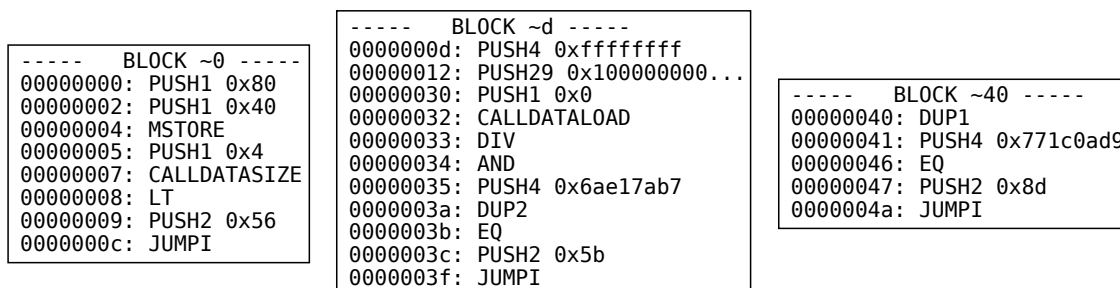 -----   BLOCK ~0 -----
00000000: PUSH1 0x80
00000002: PUSH1 0x40
00000004: MSTORE
00000005: PUSH1 0x4
00000007: CALLDATASIZE
00000008: LT
00000009: PUSH2 0x56
0000000c: JUMPI
-----   BLOCK ~d -----
0000000d: PUSH4 0xffffffff
00000012: PUSH29 0x100000000...
00000030: PUSH1 0x0
00000032: CALLDATALOAD
00000033: DIV
00000034: AND
00000035: PUSH4 0x6ae17ab7
0000003a: DUP2
0000003b: EQ
0000003c: PUSH2 0x5b
0000003f: JUMPI
-----   BLOCK ~40 -----
00000040: DUP1
00000041: PUSH4 0x771c0ad9
00000046: EQ
00000047: PUSH2 0x8d
0000004a: JUMPI